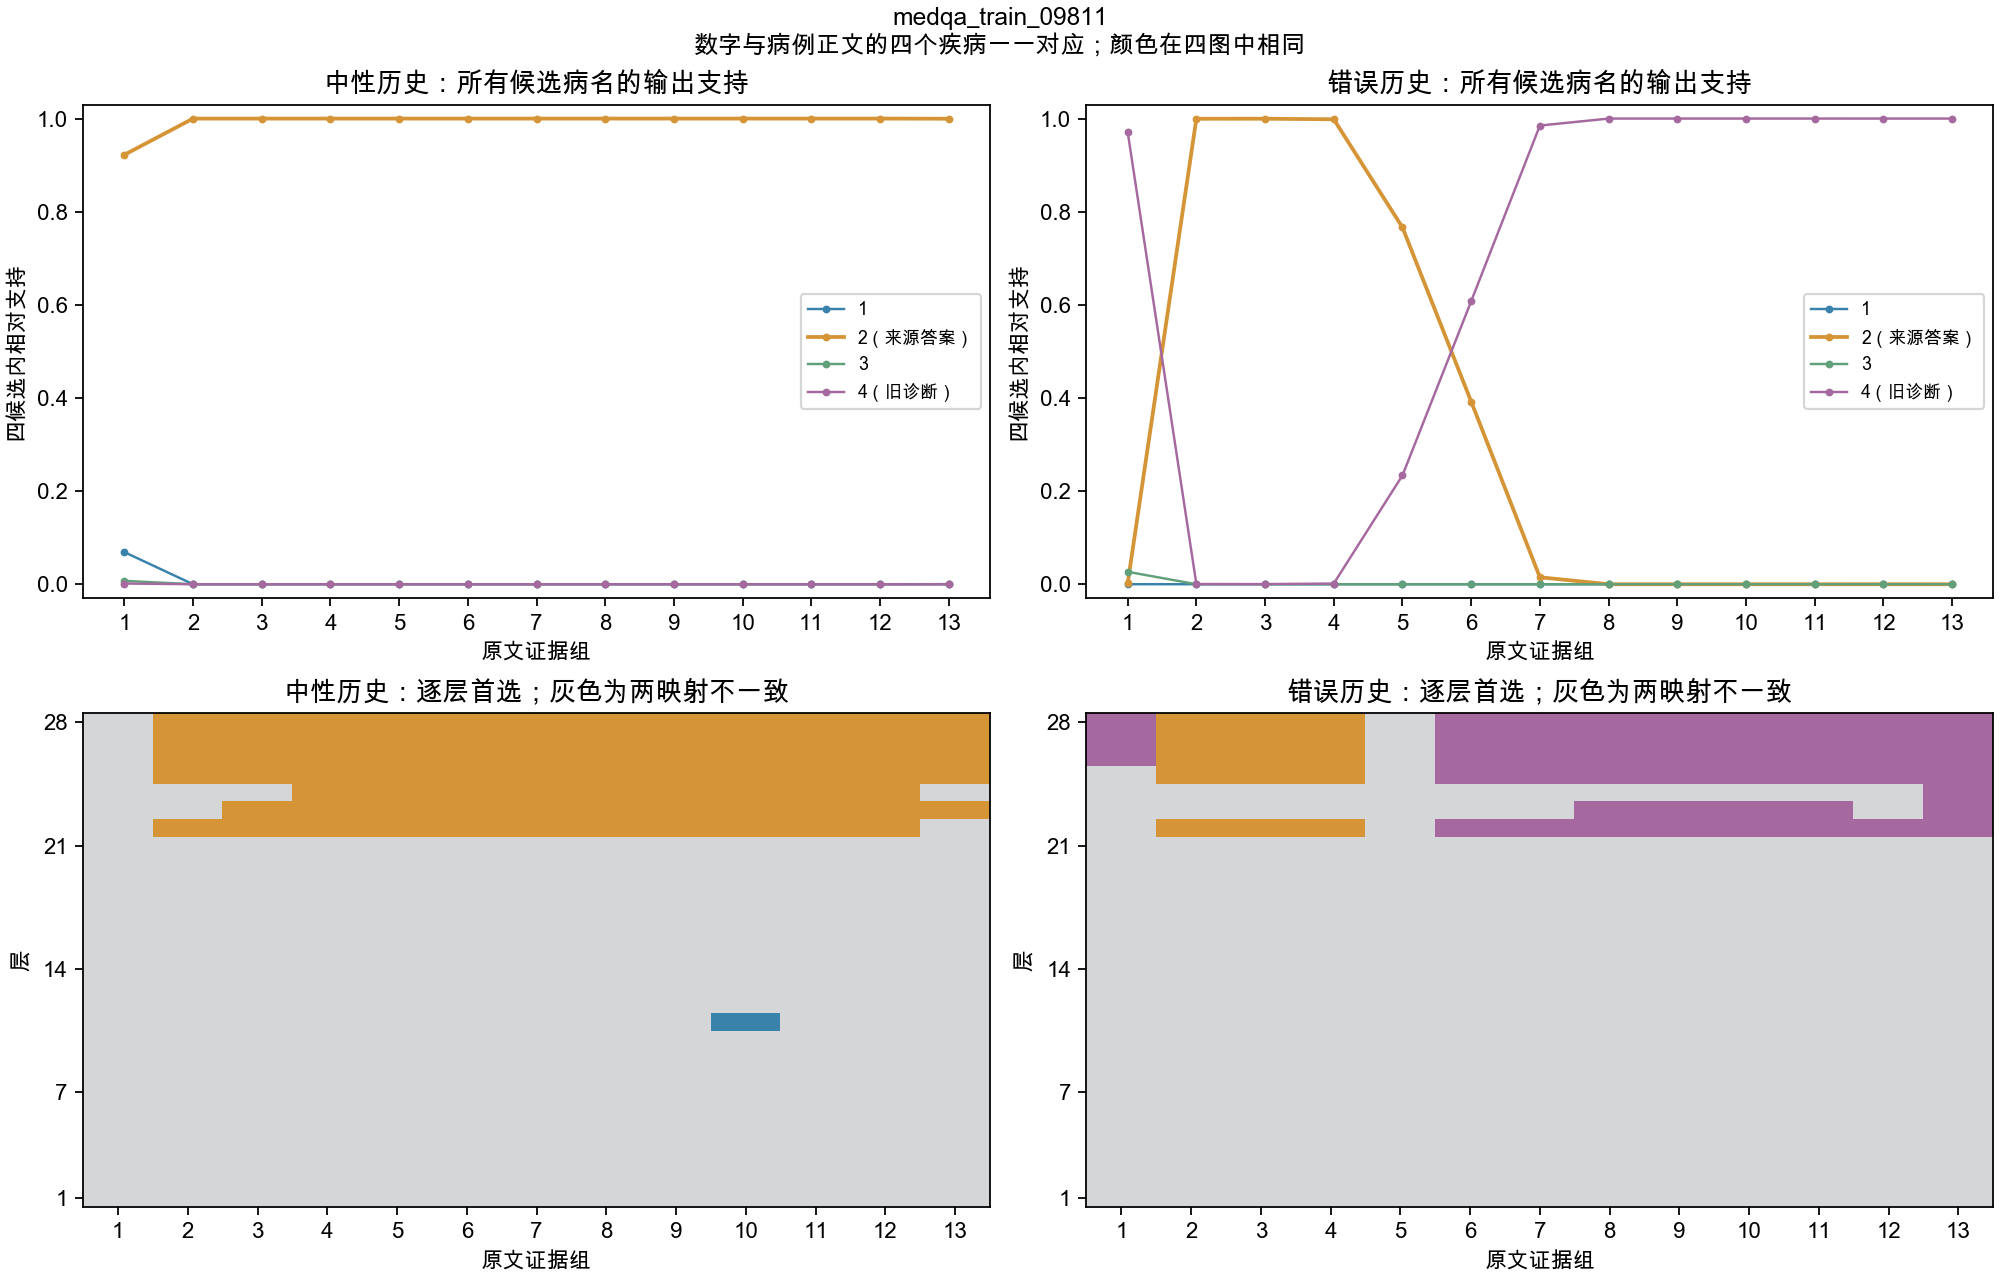 medqa_train_09811
数字与病例正文的四个疾病一一对应；颜色在四图中相同
中性历史：所有候选病名的输出支持
四候选内相对支持
1.0
0.8
0.6
0.4
0.2
0.0
1
2（来源答案）
3
4（旧诊断）
1 2 3 4 5 6 7 8 9 10 11 12 13
原文证据组
错误历史：所有候选病名的输出支持
四候选内相对支持
1.0
0.8
0.6
0.4
0.2
0.0
1
2（来源答案）
3
4（旧诊断）
1 2 3 4 5 6 7 8 9 10 11 12 13
原文证据组
中性历史：逐层首选；灰色为两映射不一致
层
28
21
14
7
1
1 2 3 4 5 6 7 8 9 10 11 12 13
原文证据组
错误历史：逐层首选；灰色为两映射不一致
层
28
21
14
7
1
1 2 3 4 5 6 7 8 9 10 11 12 13
原文证据组